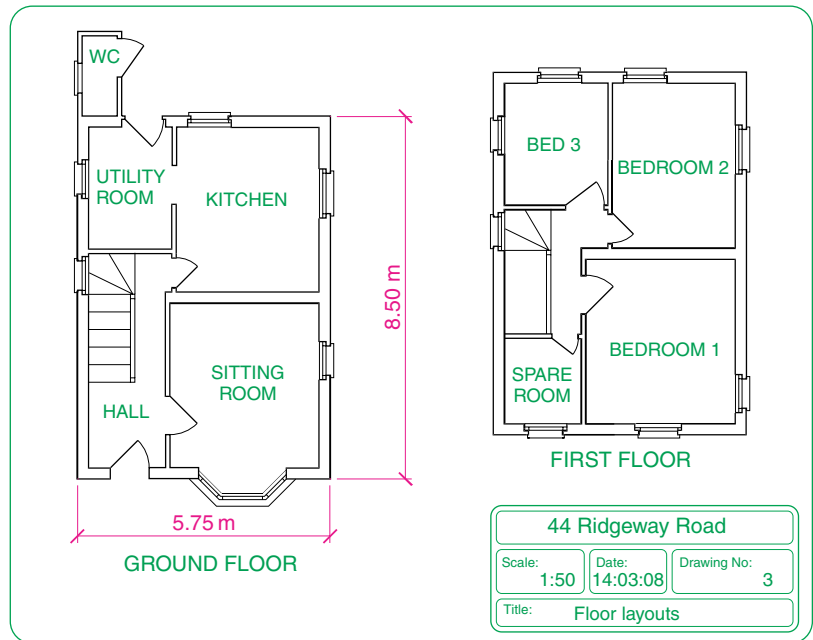 WC
UTILITY
ROOM
KITCHEN
SITTING
ROOM
HALL
8.50 m
5.75 m
GROUND FLOOR
BED 3
BEDROOM 2
BEDROOM 1
SPARE
ROOM
FIRST FLOOR
44 Ridgeway Road
Scale:
1:50
Date:
14:03:08
Drawing No:
3
Title: Floor layouts